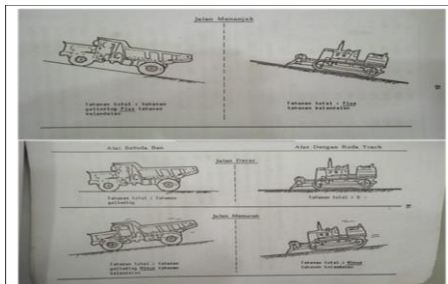 Jalan Menanjak
Tahanan total : tahanan
gelinding Plus tahanan
kelandaian
Tahanan total : Plus
tahanan kelandaian
Alat Beroda Ban
Alat Dengan Roda Track
Jalan Datar
Tahanan total : Tahanan
gelinding
Tahanan total : 0
Jalan Menurun
Tahanan total : tahanan
gelinding Minus tahanan
kelandaian
Tahanan total : Minus
tahanan kelandaian